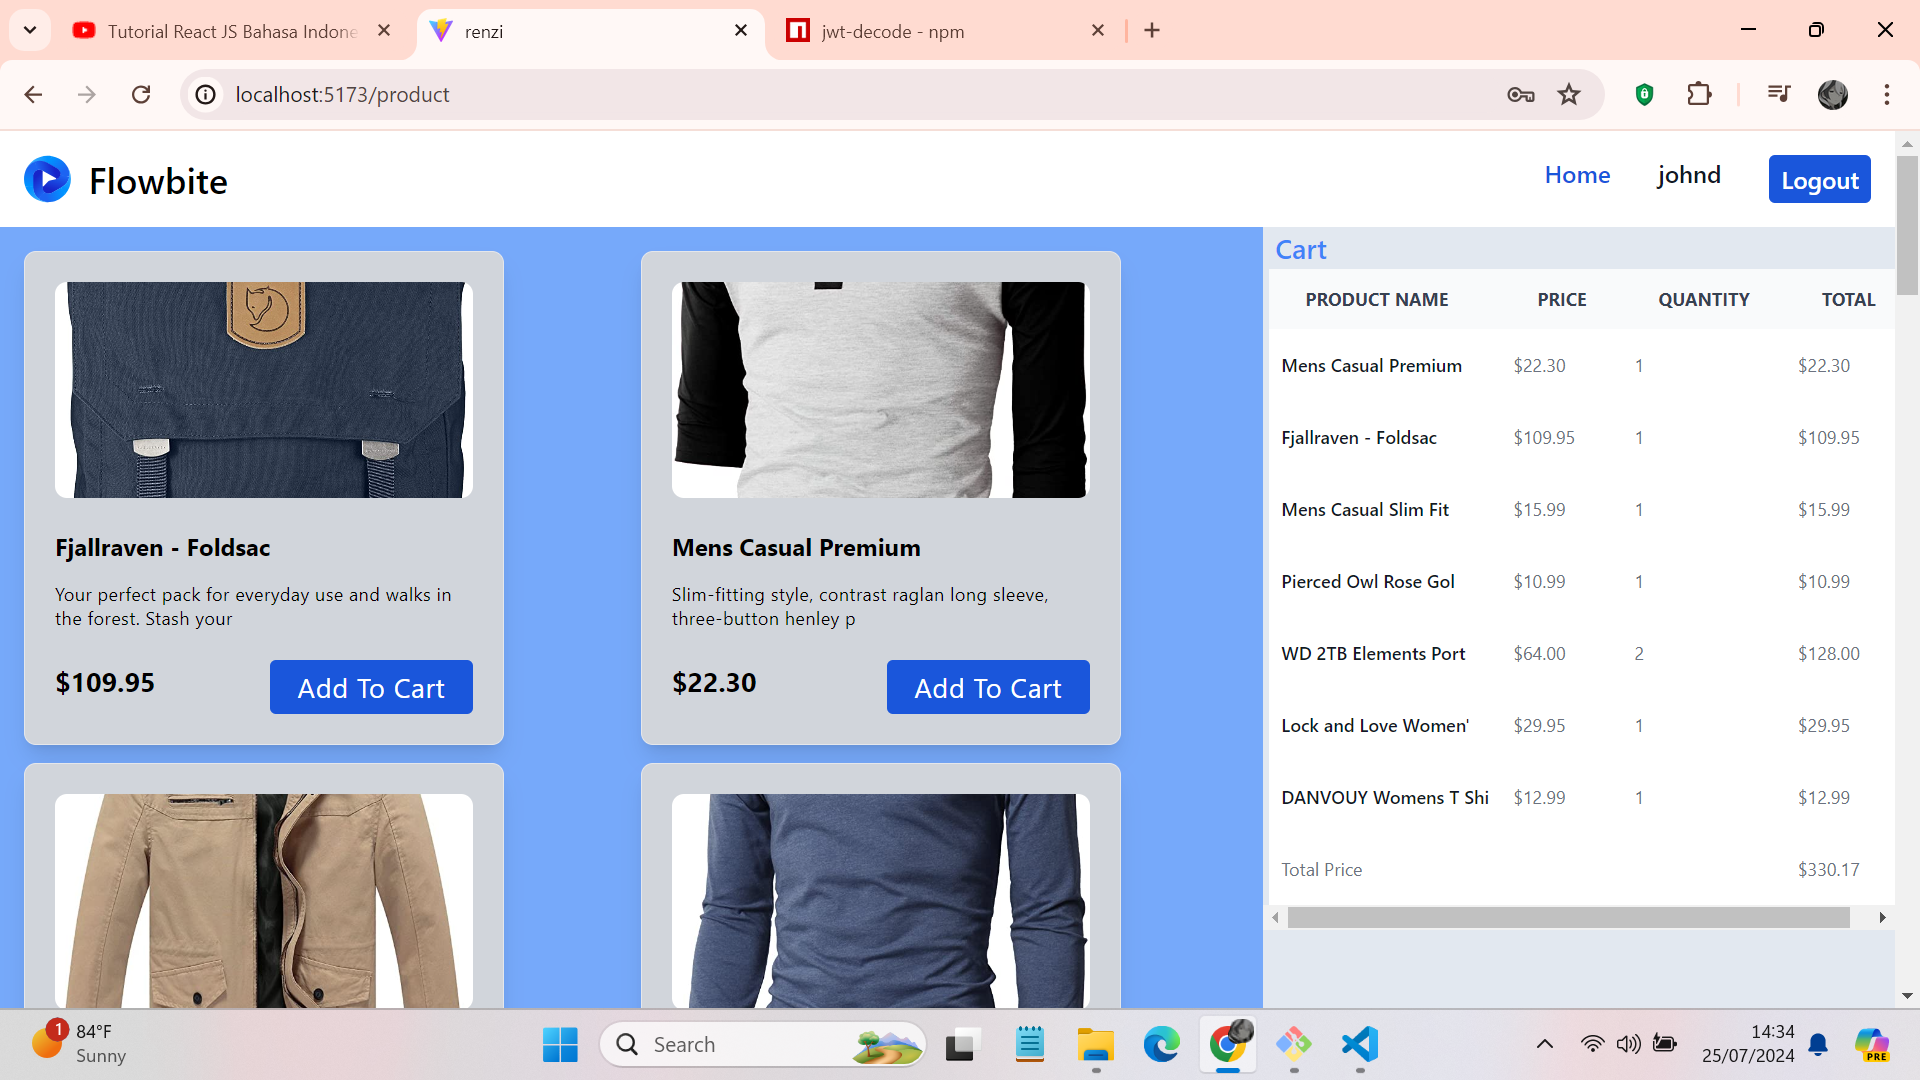 Tutorial React JS Bahasa Indone
renzi
jwt-decode - npm
localhost:5173/product
Flowbite
Home
johnd
Logout
Fjallraven - Foldsac
Your perfect pack for everyday use and walks in
the forest. Stash your
$109.95
Add To Cart
Mens Casual Premium
Slim-fitting style, contrast raglan long sleeve,
three-button henley p
$22.30
Add To Cart
Cart
PRODUCT NAME PRICE QUANTITY TOTAL
Mens Casual Premium $22.30 1 $22.30
Fjallraven - Foldsac $109.95 1 $109.95
Mens Casual Slim Fit $15.99 1 $15.99
Pierced Owl Rose Gol $10.99 1 $10.99
WD 2TB Elements Port $64.00 2 $128.00
Lock and Love Women' $29.95 1 $29.95
DANVOUY Womens T Shi $12.99 1 $12.99
Total Price $330.17
1
84°F
Sunny
Search
14:34
25/07/2024
PRE